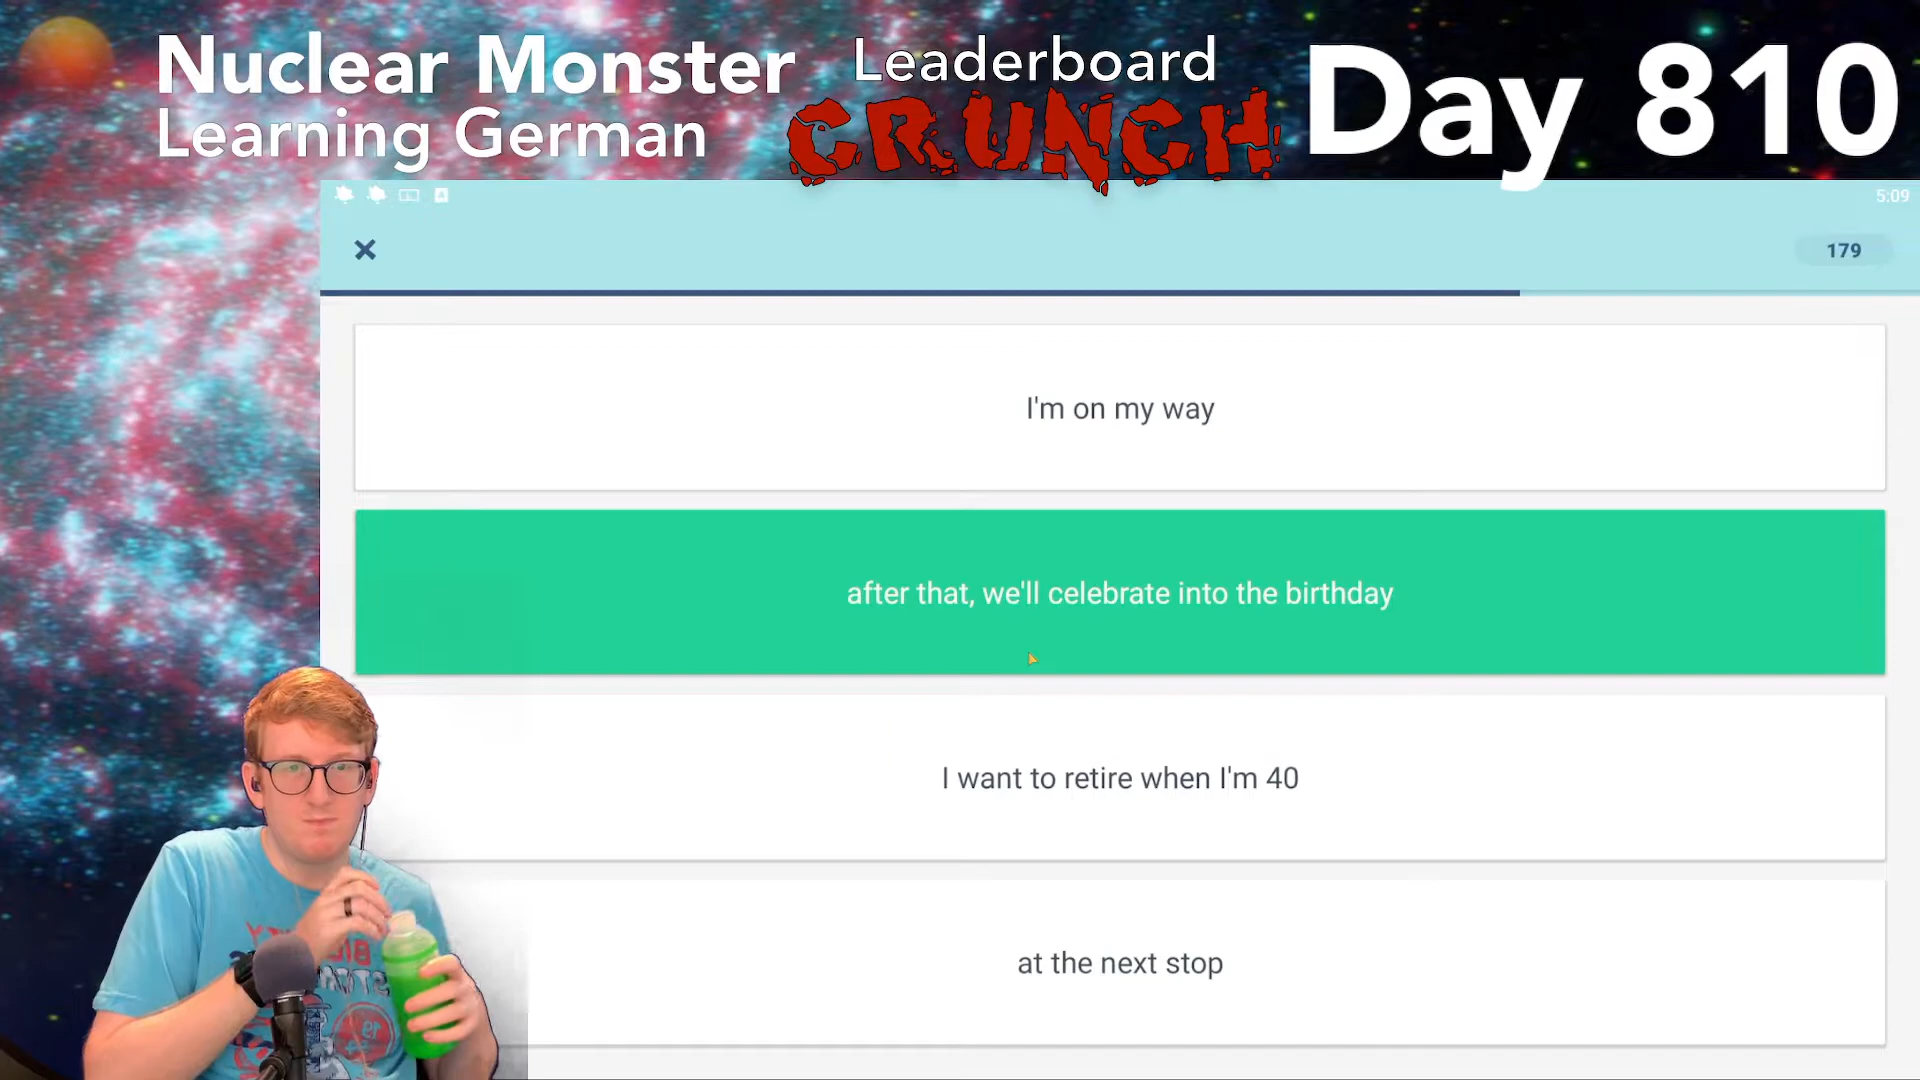 Nuclear Monster
Learning German
Leaderboard
CRUNCH
Day 810
5:09
179
I'm on my way
after that, we'll celebrate into the birthday
I want to retire when I'm 40
at the next stop